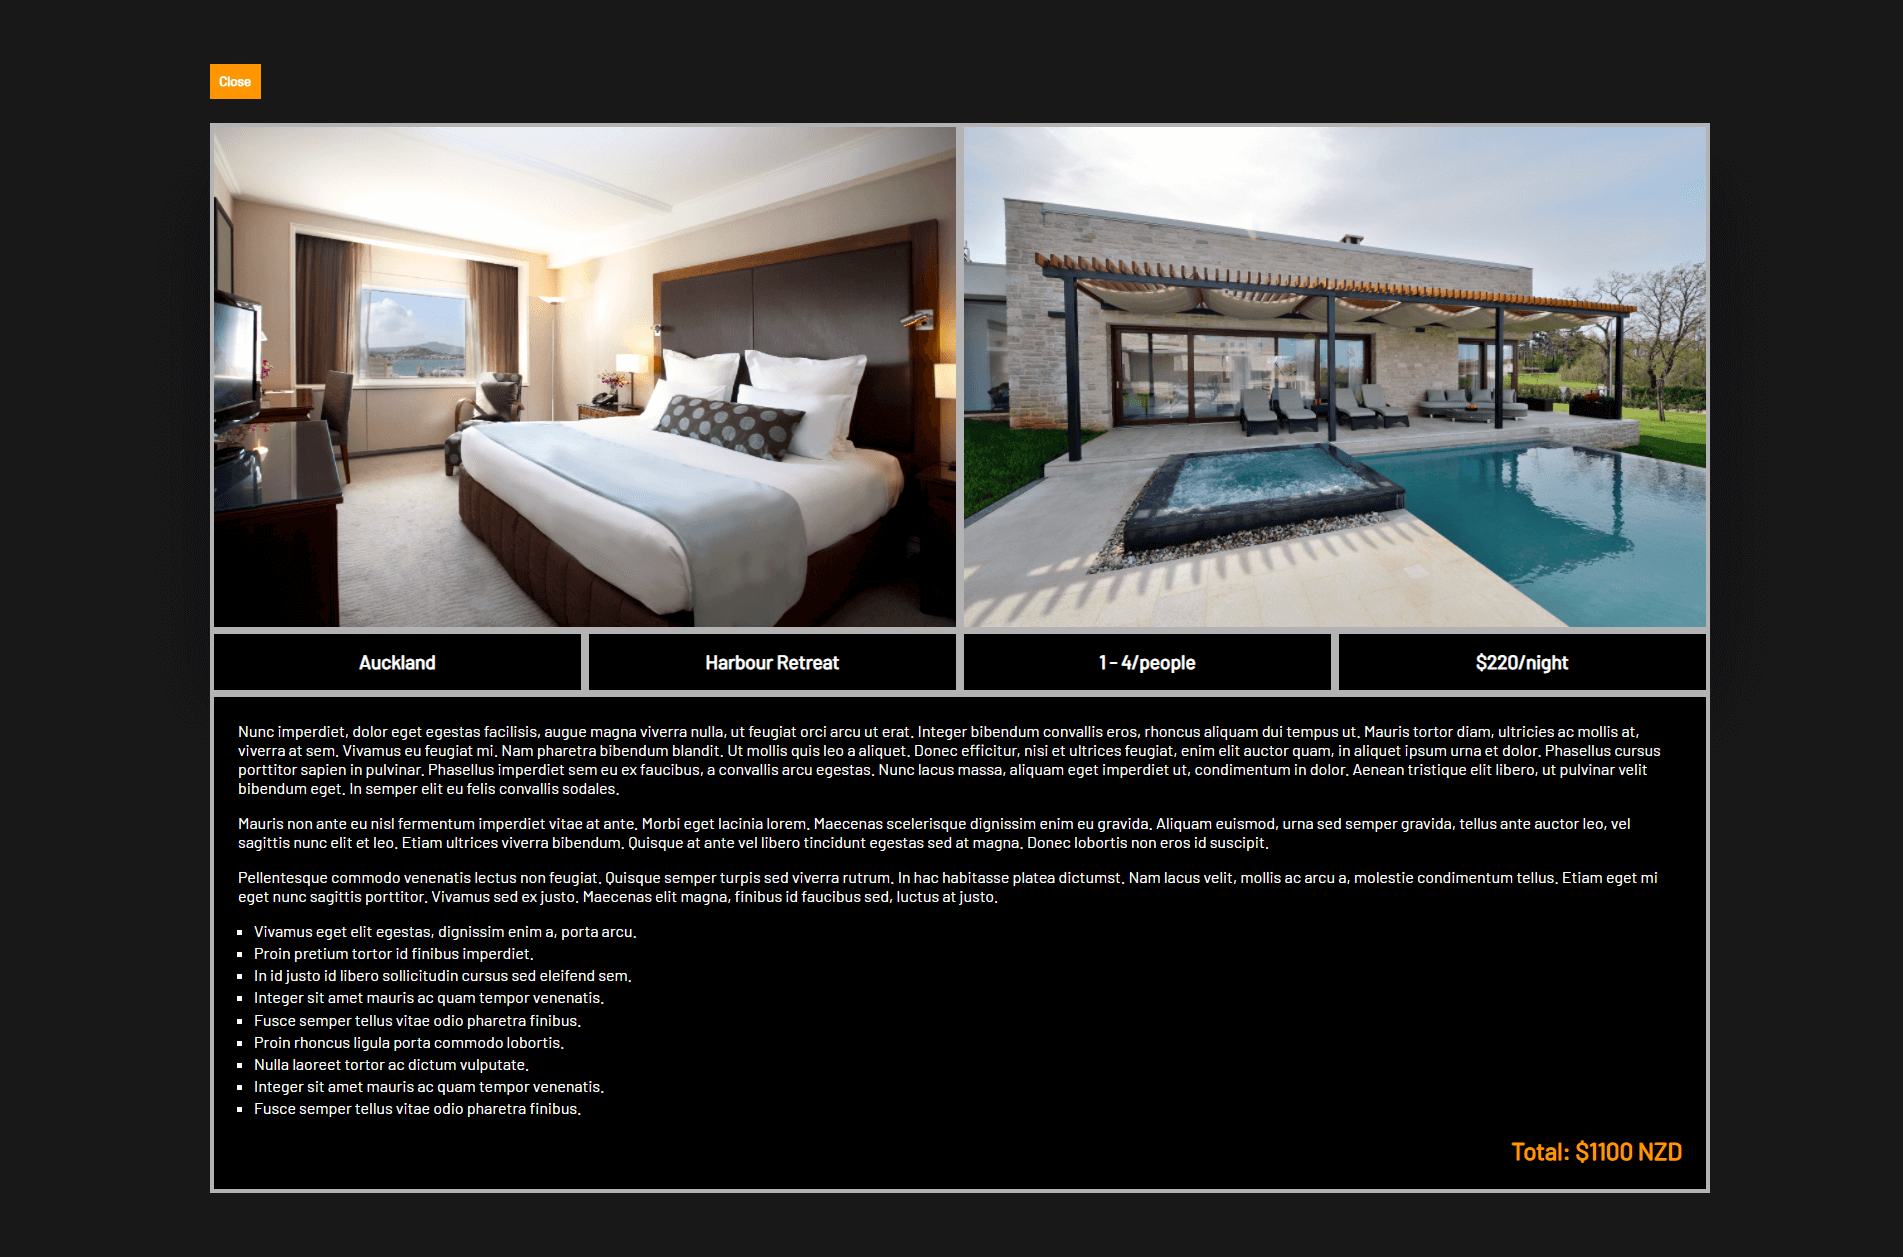 Close
Auckland
Harbour Retreat
1 - 4/people
$220/night
Nunc imperdiet, dolor eget egestas facilisis, augue magna viverra nulla, ut feugiat orci arcu ut erat. Integer bibendum convallis eros, rhoncus aliquam dui tempus ut. Mauris tortor diam, ultricies ac mollis at,
viverra at sem. Vivamus eu feugiat mi. Nam pharetra bibendum blandit. Ut mollis quis leo a aliquet. Donec efficitur, nisi et ultrices feugiat, enim elit auctor quam, in aliquet ipsum urna et dolor. Phasellus cursus
porttitor sapien in pulvinar. Phasellus imperdiet sem eu ex faucibus, a convallis arcu egestas. Nunc lacus massa, aliquam eget imperdiet ut, condimentum in dolor. Aenean tristique elit libero, ut pulvinar velit
bibendum eget. In semper elit eu felis convallis sodales.
Mauris non ante eu nisl fermentum imperdiet vitae at ante. Morbi eget lacinia lorem. Maecenas scelerisque dignissim enim eu gravida. Aliquam euismod, urna sed semper gravida, tellus ante auctor leo, vel
sagittis nunc elit et leo. Etiam ultrices viverra bibendum. Quisque at ante vel libero tincidunt egestas sed at magna. Donec lobortis non eros id suscipit.
Pellentesque commodo venenatis lectus non feugiat. Quisque semper turpis sed viverra rutrum. In hac habitasse platea dictumst. Nam lacus velit, mollis ac arcu a, molestie condimentum tellus. Etiam eget mi
eget nunc sagittis porttitor. Vivamus sed ex justo. Maecenas elit magna, finibus id faucibus sed, luctus at justo.
Vivamus eget elit egestas, dignissim enim a, porta arcu.
Proin pretium tortor id finibus imperdiet.
In id justo id libero sollicitudin cursus sed eleifend sem.
Integer sit amet mauris ac quam tempor venenatis.
Fusce semper tellus vitae odio pharetra finibus.
Proin rhoncus ligula porta commodo lobortis.
Nulla laoreet tortor ac dictum vulputate.
Integer sit amet mauris ac quam tempor venenatis.
Fusce semper tellus vitae odio pharetra finibus.
Total: $1100 NZD